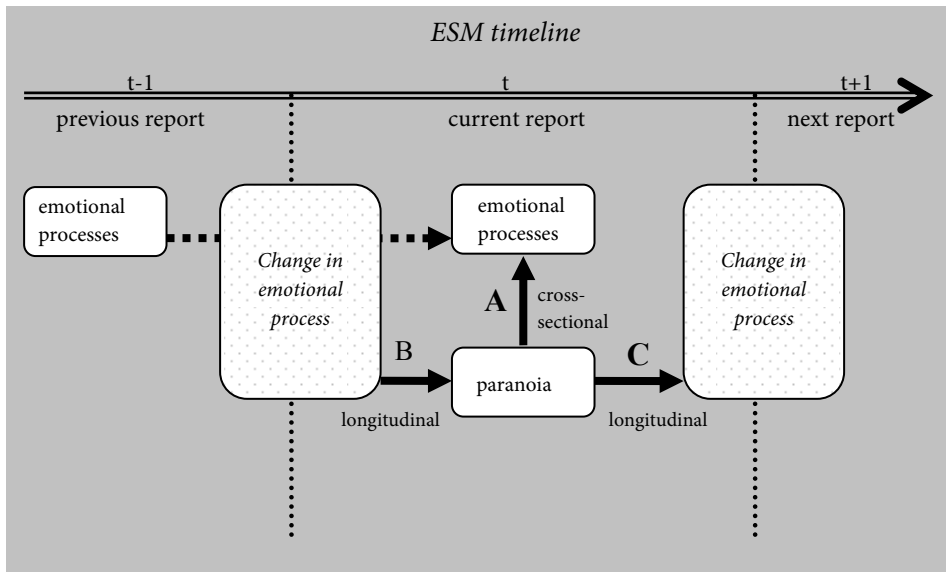 ESM timeline
t-1
t
t+1
previous report
current report
next report
emotional
processes
Change in
emotional
process
emotional
processes
Change in
emotional
process
A
cross-
sectional
B
longitudinal
paranoia
C
longitudinal